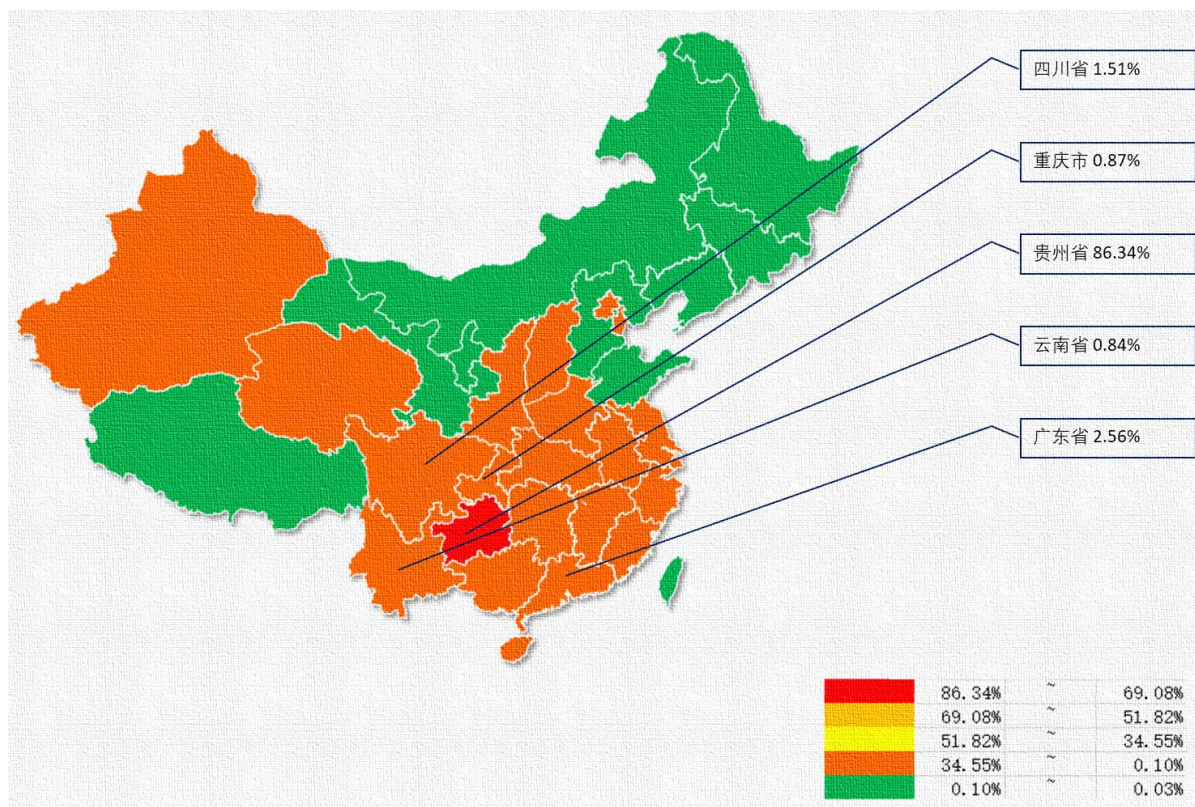 四川省 1.51%
重庆市 0.87%
贵州省 86.34%
云南省 0.84%
广东省 2.56%
86.34% ~ 69.08%
69.08% ~ 51.82%
51.82% ~ 34.55%
34.55% ~ 0.10%
0.10% ~ 0.03%